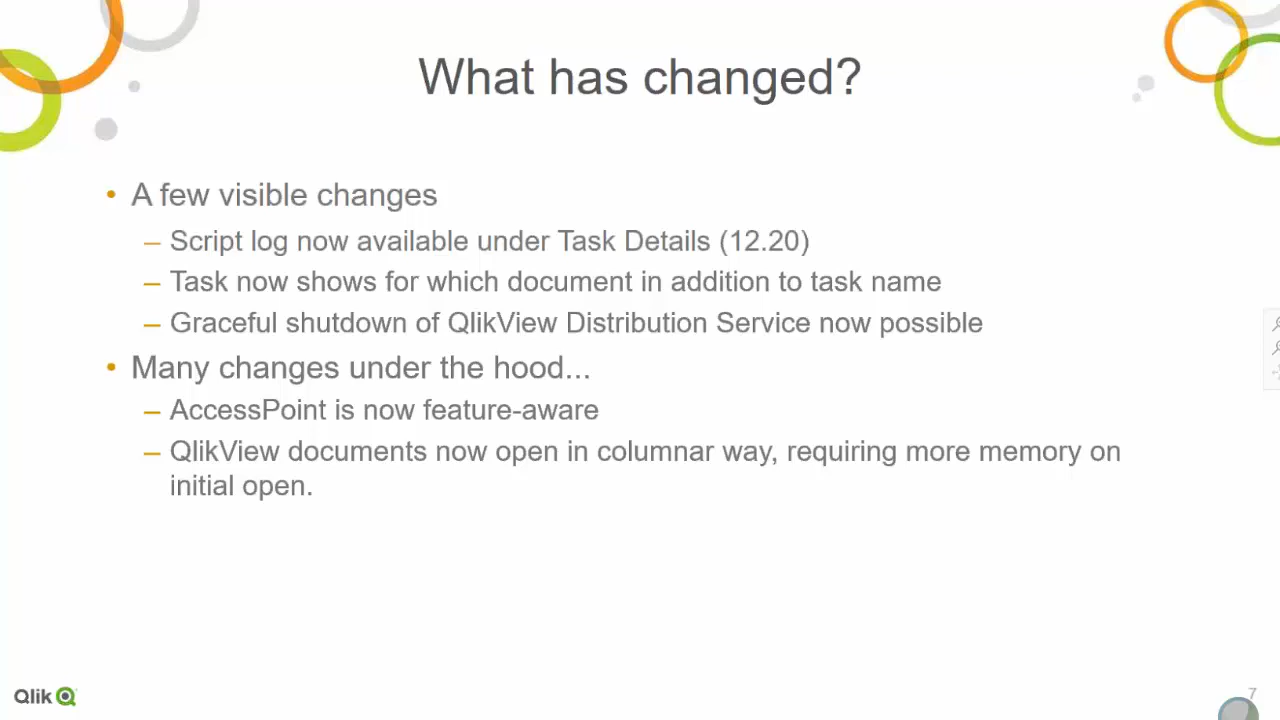 What has changed?
• A few visible changes
– Script log now available under Task Details (12.20)
– Task now shows for which document in addition to task name
– Graceful shutdown of QlikView Distribution Service now possible
• Many changes under the hood...
– AccessPoint is now feature-aware
– QlikView documents now open in columnar way, requiring more memory on
initial open.
Qlik
7